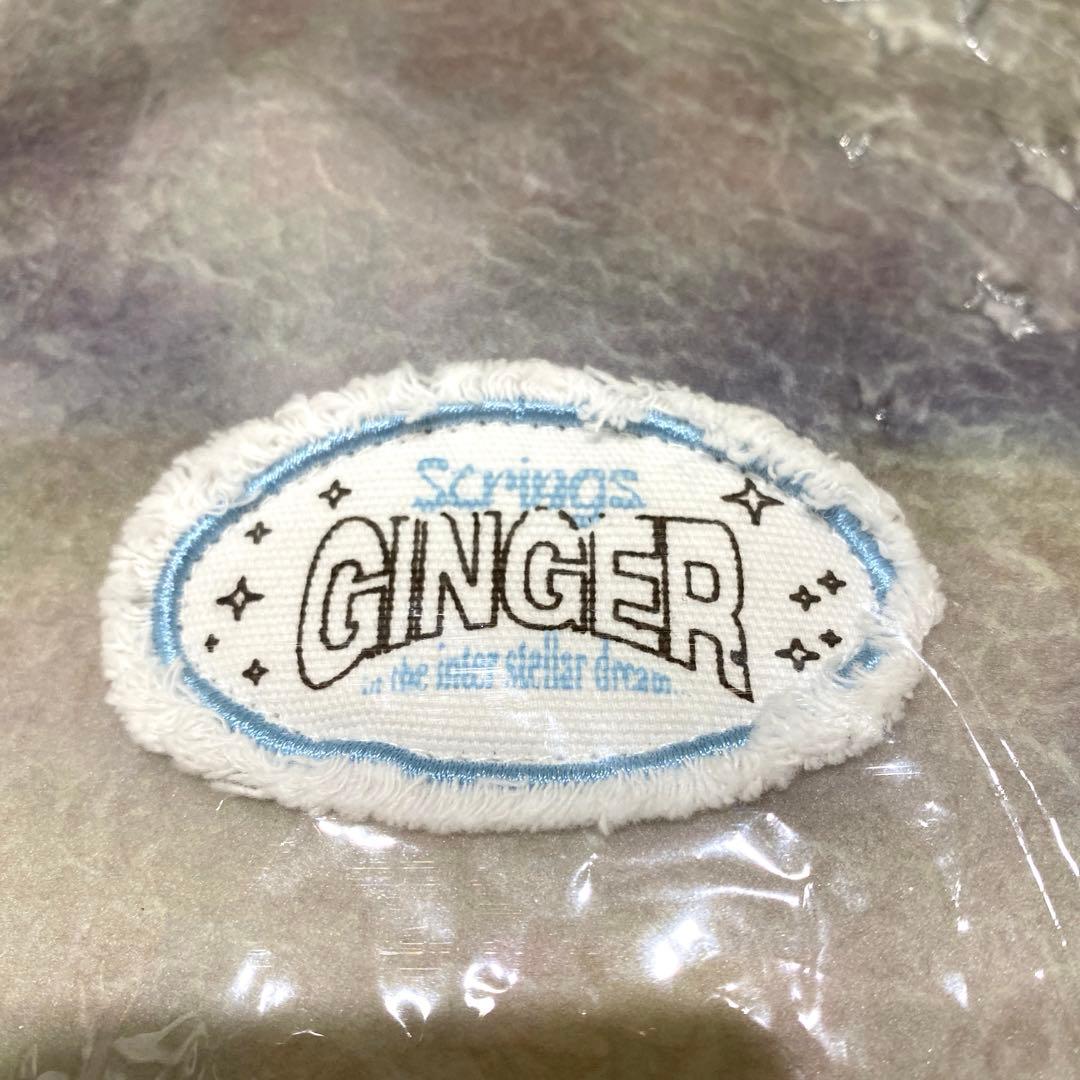 Scrings
GINGER
in the inter stellar dream